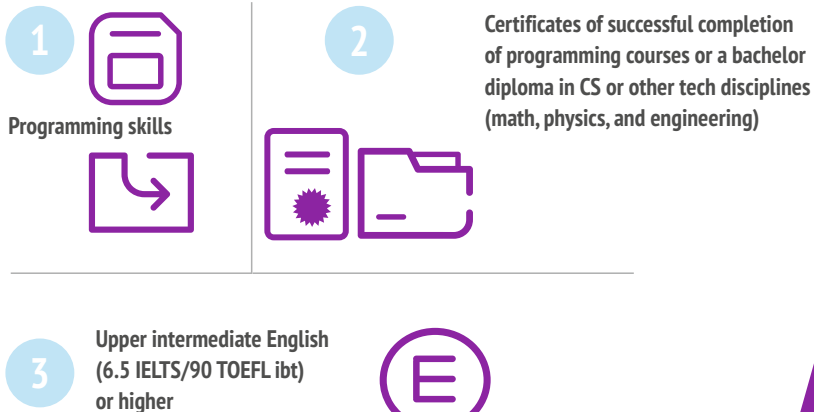 1
Programming skills
2
Certificates of successful completion
of programming courses or a bachelor
diploma in CS or other tech disciplines
(math, physics, and engineering)
3
Upper intermediate English
(6.5 IELTS/90 TOEFL ibt)
or higher
E